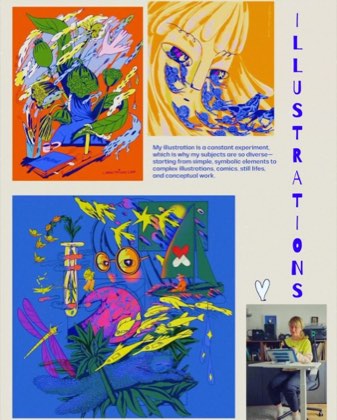 ILLUSTRATIONS
My illustration is a constant experiment,
which is why my subjects are so diverse—
starting from simple, symbolic elements to
complex illustrations, comics, still lifes,
and conceptual work.